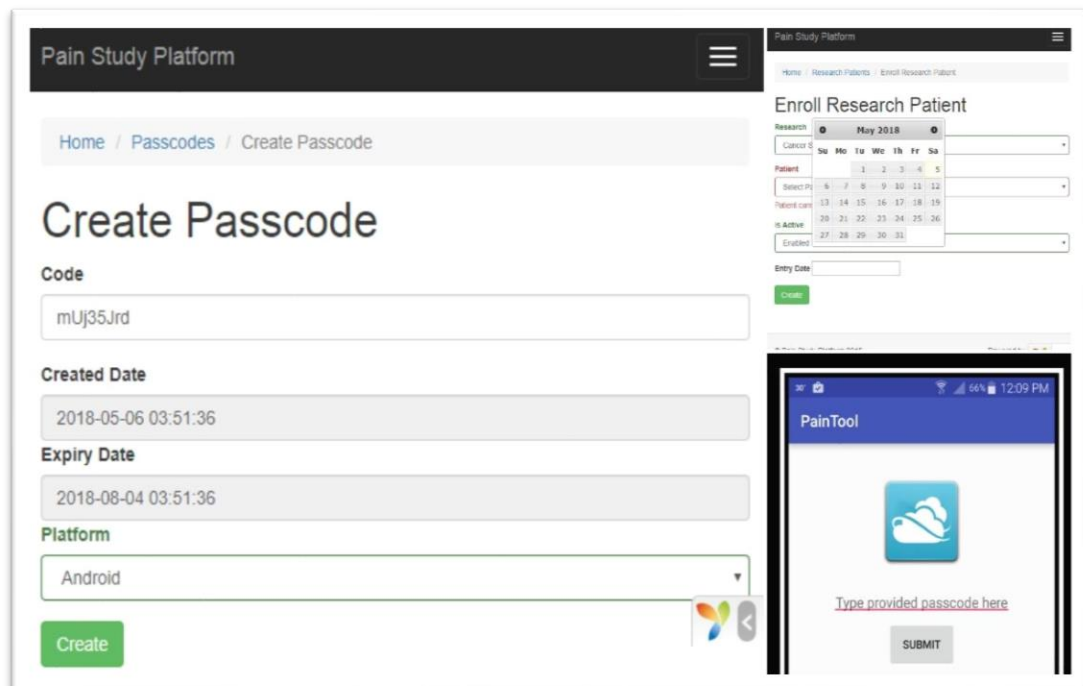 Pain Study Platform
Home / Passcodes / Create Passcode
Create Passcode
Code
mUj35Jrd
Created Date
2018-05-06 03:51:36
Expiry Date
2018-08-04 03:51:36
Platform
Android
Create
Pain Study Platform
Home / Research Patients / Enroll Research Patient
Enroll Research Patient
Research
Cancer
May 2018
Su Mo Tu We Th Fr Sa
1 2 3 4 5
Patient
Select
6 7 8 9 10 11 12
Patient
13 14 15 16 17 18 19
20 21 22 23 24 25 26
Is Active
27 28 29 30 31
Enabled
Entry Date
Create
30° 66% 12:09 PM
PainTool
Type provided passcode here
SUBMIT